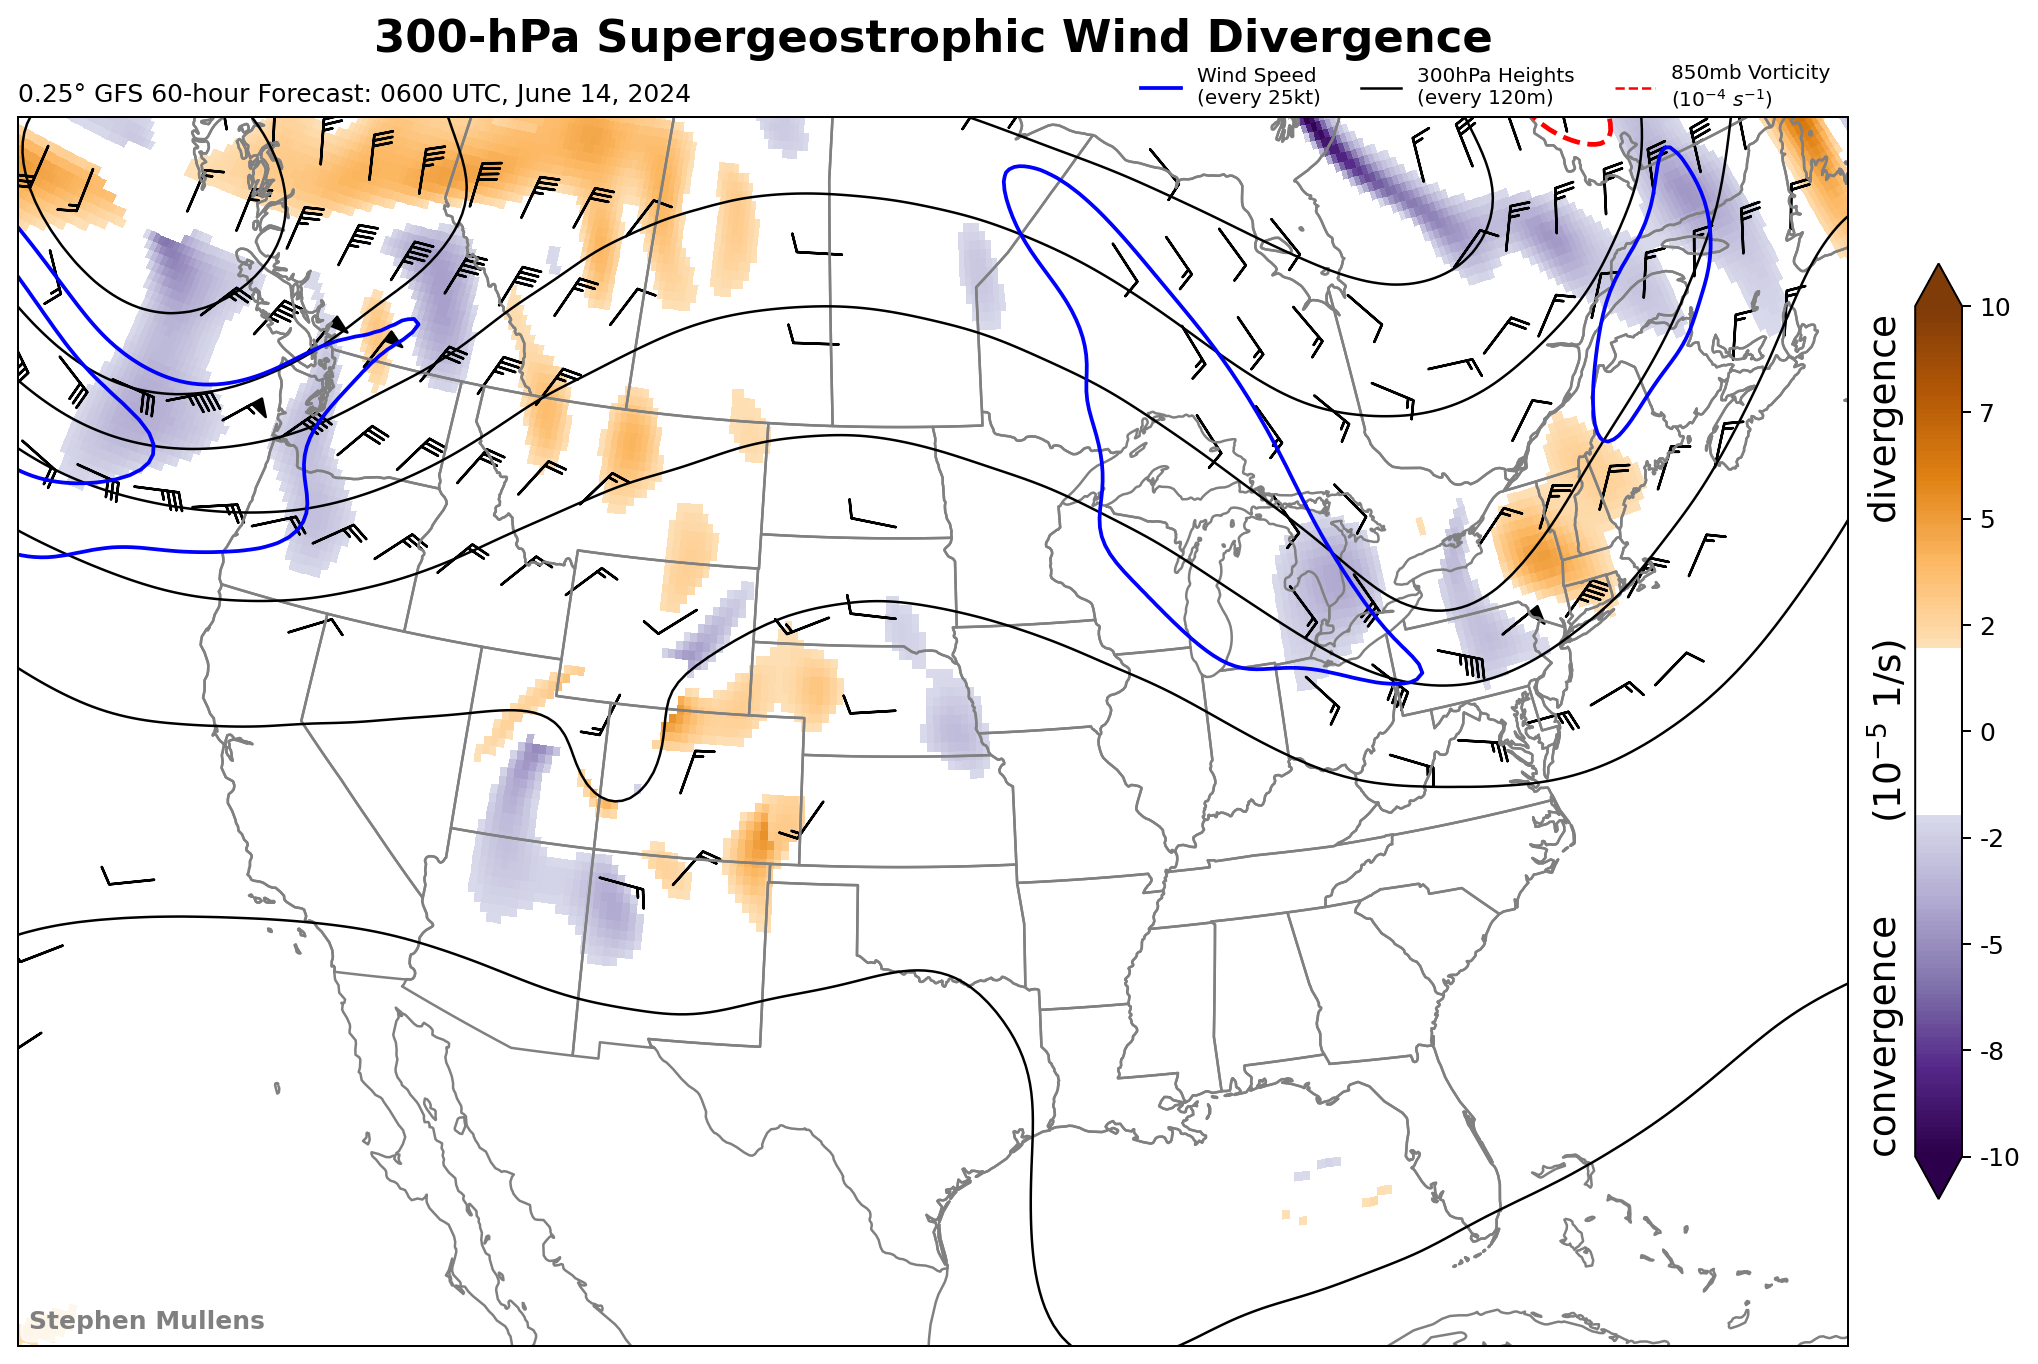 300-hPa Supergeostrophic Wind Divergence
0.25° GFS 60-hour Forecast: 0600 UTC, June 14, 2024
Wind Speed
(every 25kt)
300hPa Heights
(every 120m)
850mb Vorticity
(10⁻⁴ s⁻¹)
divergence
(10⁻⁵ 1/s)
convergence
10
7
5
2
0
-2
-5
-8
-10
Stephen Mullens